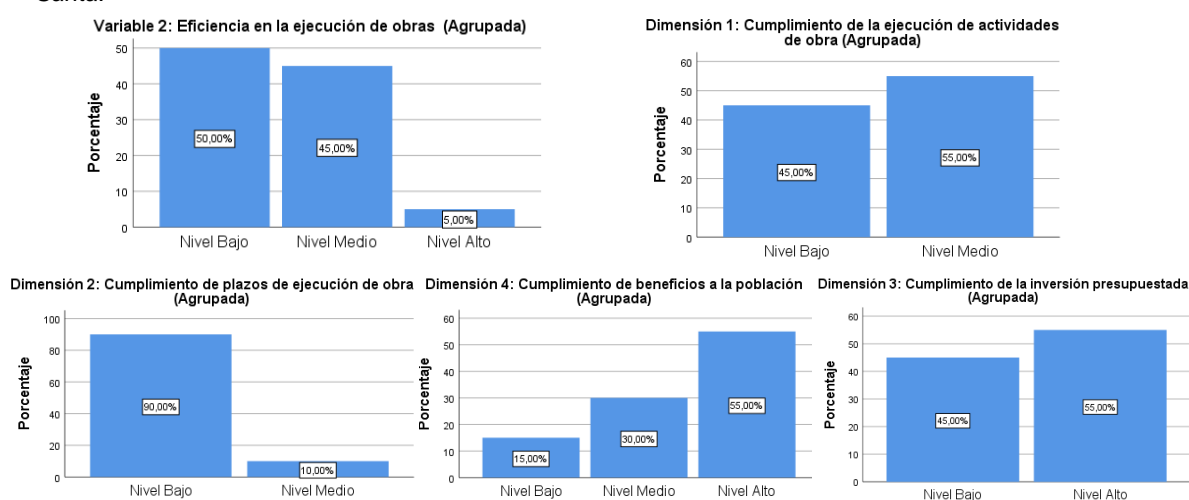 Variable 2: Eficiencia en la ejecución de obras (Agrupada)
Porcentaje
50
40
30
20
10
0
50,00%
45,00%
5,00%
Nivel Bajo
Nivel Medio
Nivel Alto
Dimensión 1: Cumplimiento de la ejecución de actividades
de obra (Agrupada)
Porcentaje
60
50
40
30
20
10
0
45,00%
55,00%
Nivel Bajo
Nivel Medio
Dimensión 2: Cumplimiento de plazos de ejecución de obra
(Agrupada)
Porcentaje
100
80
60
40
20
0
90,00%
10,00%
Nivel Bajo
Nivel Medio
Dimensión 4: Cumplimiento de beneficios a la población
(Agrupada)
Porcentaje
60
50
40
30
20
10
0
15,00%
30,00%
55,00%
Nivel Bajo
Nivel Medio
Nivel Alto
Dimensión 3: Cumplimiento de la inversión presupuestada
(Agrupada)
Porcentaje
60
50
40
30
20
10
0
45,00%
55,00%
Nivel Bajo
Nivel Alto